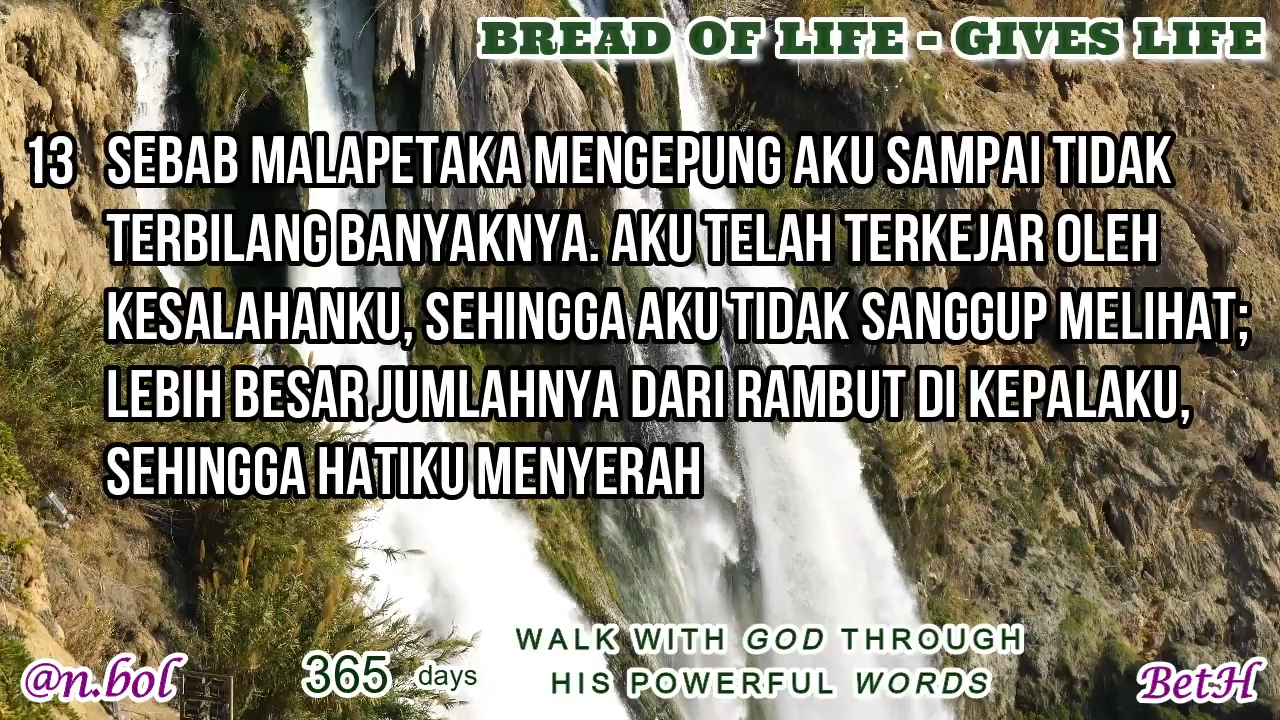 BREAD OF LIFE - GIVES LIFE
13 SEBAB MALAPETAKA MENGEPUNG AKU SAMPAI TIDAK
TERBILANG BANYAKNYA. AKU TELAH TERKEJAR OLEH
KESALAHANKU, SEHINGGA AKU TIDAK SANGGUP MELIHAT;
LEBIH BESAR JUMLAHNYA DARI RAMBUT DI KEPALAKU,
SEHINGGA HATIKU MENYERAH
WALK WITH GOD THROUGH
HIS POWERFUL WORDS
@n.bol
365 days
BetH